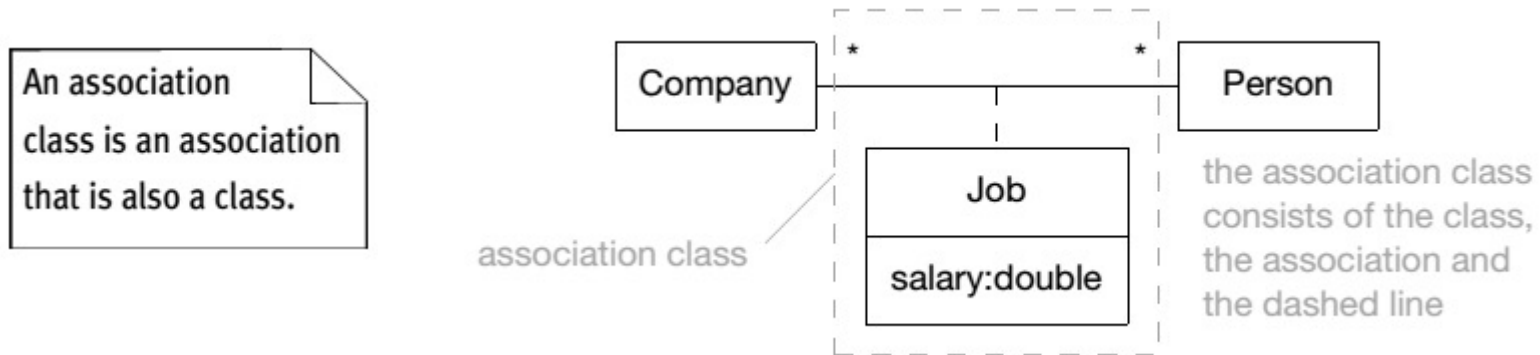 An association
class is an association
that is also a class.
Company
*
*
Person
Job
salary:double
association class
the association class
consists of the class,
the association and
the dashed line